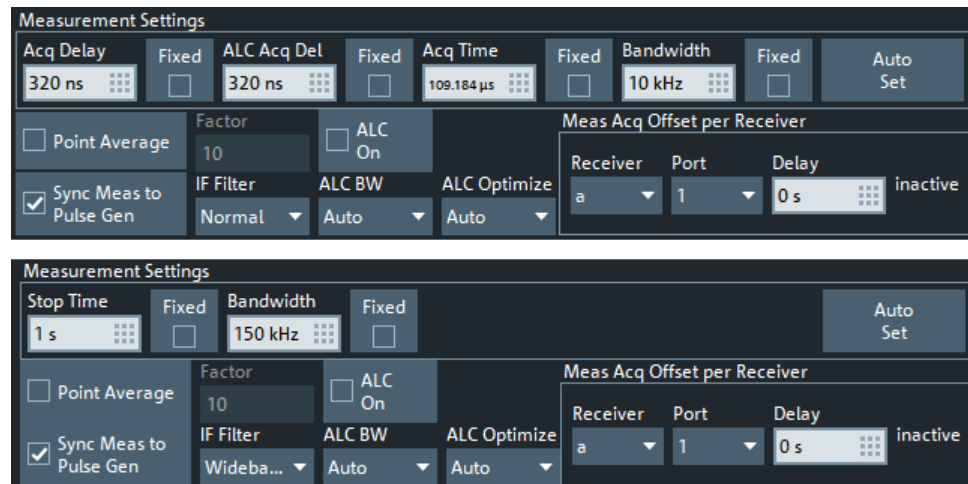 Measurement Settings
Acq Delay Fixed ALC Acq Del Fixed Acq Time Fixed Bandwidth Fixed Auto Set
320 ns 320 ns 109.184 µs 10 kHz
Point Average Factor ALC On Meas Acq Offset per Receiver
10 Receiver Port Delay
Sync Meas to Pulse Gen IF Filter ALC BW ALC Optimize a 1 0 s inactive
Normal Auto Auto
Measurement Settings
Stop Time Fixed Bandwidth Fixed Auto Set
1 s 150 kHz
Point Average Factor ALC On Meas Acq Offset per Receiver
10 Receiver Port Delay
Sync Meas to Pulse Gen IF Filter ALC BW ALC Optimize a 1 0 s inactive
Wideba... Auto Auto